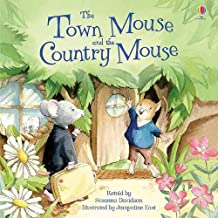 The
Town Mouse
and the
Country Mouse
Retold by
Susanna Davidson
Illustrated by Jacqueline East